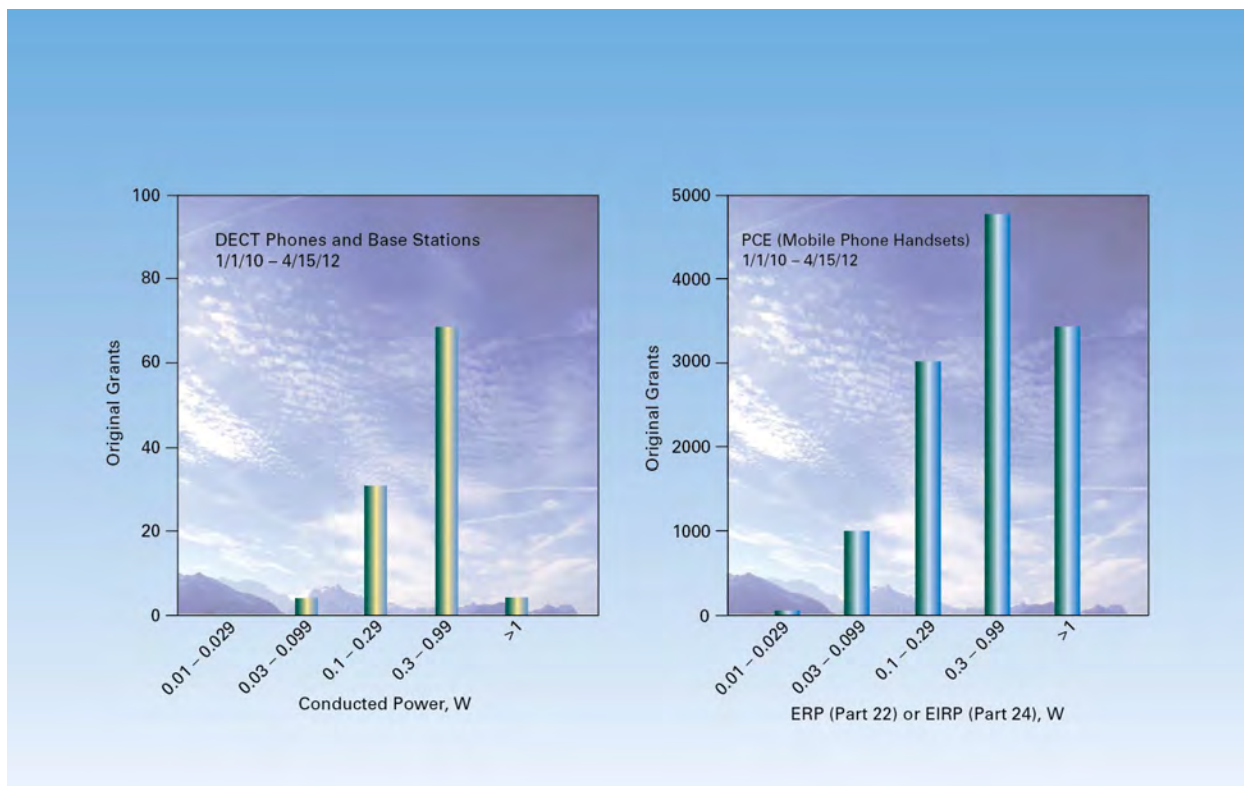 DECT Phones and Base Stations
1/1/10 – 4/15/12
Original Grants
100
80
60
40
20
0
0.01 – 0.029
0.03 – 0.099
0.1 – 0.29
0.3 – 0.99
>1
Conducted Power, W
PCE (Mobile Phone Handsets)
1/1/10 – 4/15/12
Original Grants
5000
4000
3000
2000
1000
0
0.01 – 0.029
0.03 – 0.099
0.1 – 0.29
0.3 – 0.99
>1
ERP (Part 22) or EIRP (Part 24), W